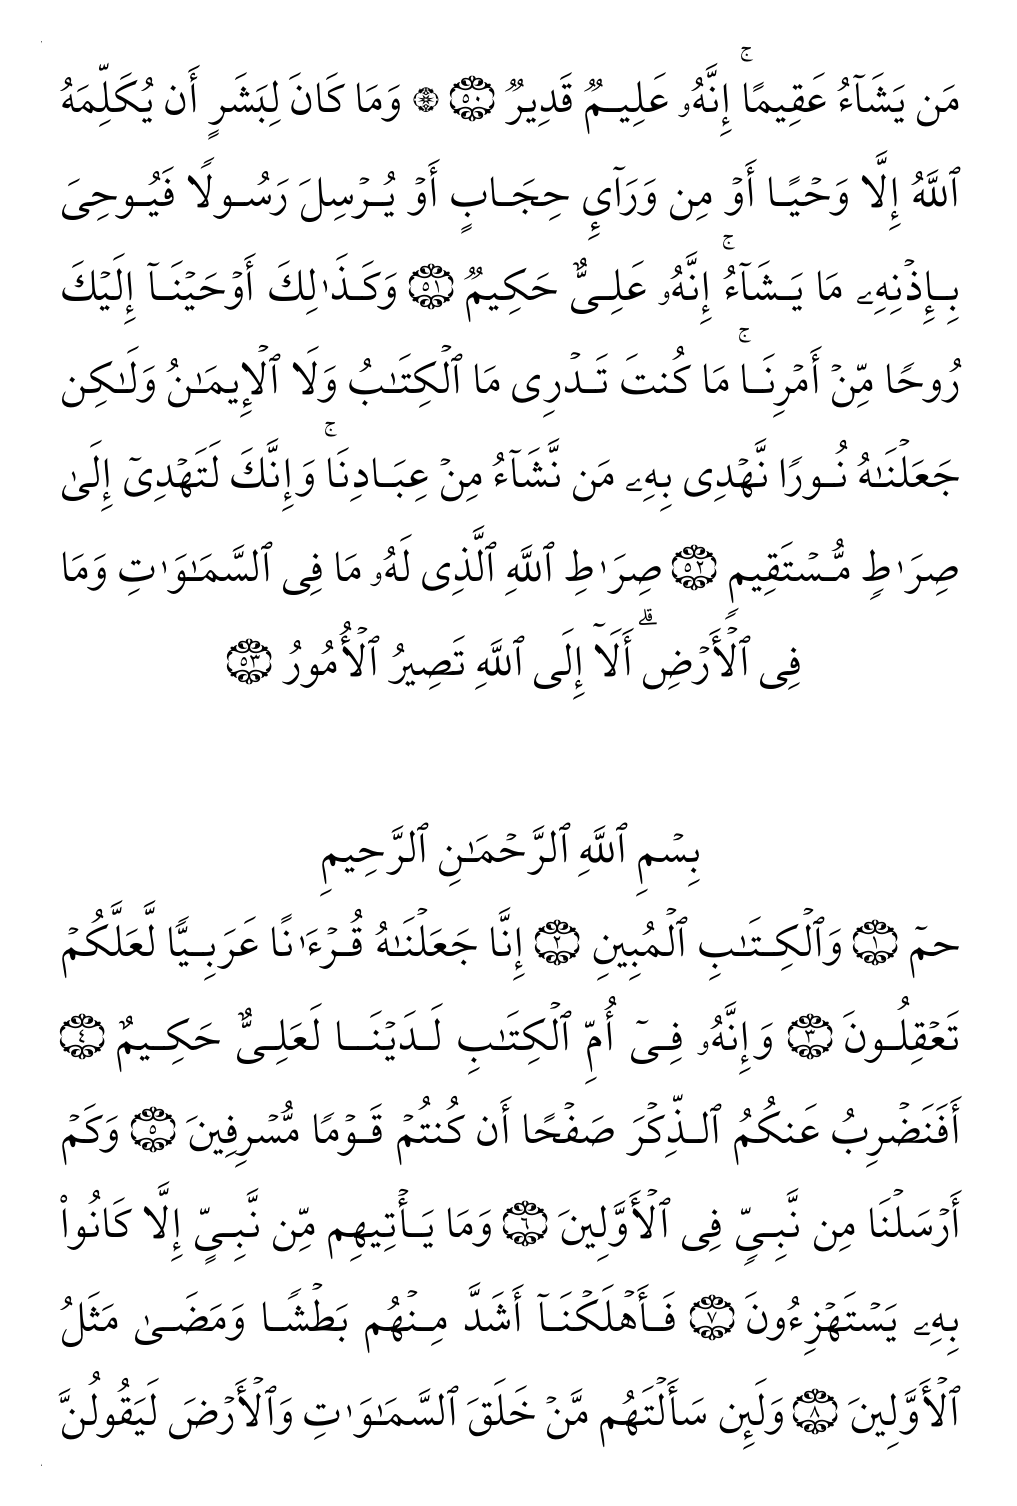 مَن يَشَآءُ عَقِيمًاۚ إِنَّهُۥ عَلِيمٌۭ قَدِيرٌۭ ۝٥٠ ۞ وَمَا كَانَ لِبَشَرٍ أَن يُكَلِّمَهُ
ٱللَّهُ إِلَّا وَحْيًا أَوْ مِن وَرَآئِ حِجَابٍ أَوْ يُرْسِلَ رَسُولًا فَيُوحِىَ
بِإِذْنِهِۦ مَا يَشَآءُۚ إِنَّهُۥ عَلِىٌّ حَكِيمٌۭ ۝٥١ وَكَذَٰلِكَ أَوْحَيْنَآ إِلَيْكَ
رُوحًا مِّنْ أَمْرِنَاۚ مَا كُنتَ تَدْرِى مَا ٱلْكِتَـٰبُ وَلَا ٱلْإِيمَـٰنُ وَلَـٰكِن
جَعَلْنَـٰهُ نُورًا نَّهْدِى بِهِۦ مَن نَّشَآءُ مِنْ عِبَادِنَاۚ وَإِنَّكَ لَتَهْدِىٓ إِلَىٰ
صِرَٰطٍ مُّسْتَقِيمٍ ۝٥٢ صِرَٰطِ ٱللَّهِ ٱلَّذِى لَهُۥ مَا فِى ٱلسَّمَـٰوَٰتِ وَمَا
فِى ٱلْأَرْضِۗ أَلَآ إِلَى ٱللَّهِ تَصِيرُ ٱلْأُمُورُ ۝٥٣
بِسْمِ ٱللَّهِ ٱلرَّحْمَـٰنِ ٱلرَّحِيمِ
حمٓ ۝١ وَٱلْكِتَـٰبِ ٱلْمُبِينِ ۝٢ إِنَّا جَعَلْنَـٰهُ قُرْءَٰنًا عَرَبِيًّا لَّعَلَّكُمْ
تَعْقِلُونَ ۝٣ وَإِنَّهُۥ فِىٓ أُمِّ ٱلْكِتَـٰبِ لَدَيْنَا لَعَلِىٌّ حَكِيمٌ ۝٤
أَفَنَضْرِبُ عَنكُمُ ٱلذِّكْرَ صَفْحًا أَن كُنتُمْ قَوْمًا مُّسْرِفِينَ ۝٥ وَكَمْ
أَرْسَلْنَا مِن نَّبِىٍّ فِى ٱلْأَوَّلِينَ ۝٦ وَمَا يَأْتِيهِم مِّن نَّبِىٍّ إِلَّا كَانُوا۟
بِهِۦ يَسْتَهْزِءُونَ ۝٧ فَأَهْلَكْنَآ أَشَدَّ مِنْهُم بَطْشًا وَمَضَىٰ مَثَلُ
ٱلْأَوَّلِينَ ۝٨ وَلَئِن سَأَلْتَهُم مَّنْ خَلَقَ ٱلسَّمَـٰوَٰتِ وَٱلْأَرْضَ لَيَقُولُنَّ